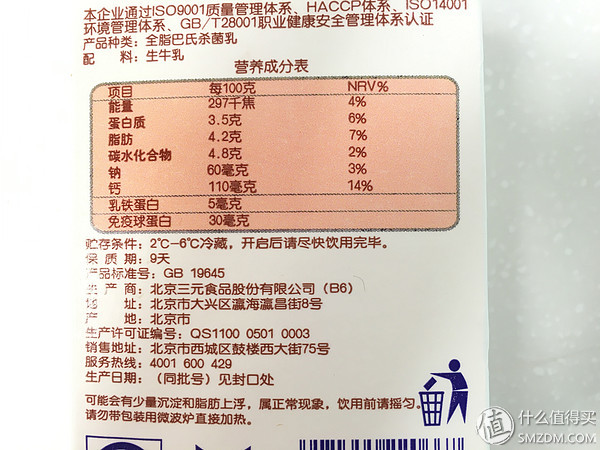 本企业通过ISO9001质量管理体系、HACCP体系、ISO14001
环境管理体系、GB/T28001职业健康安全管理体系认证
产品种类：全脂巴氏杀菌乳
配 料：生牛乳
营养成分表
项目 每100克 NRV%
能量 297千焦 4%
蛋白质 3.5克 6%
脂肪 4.2克 7%
碳水化合物 4.8克 2%
钠 60毫克 3%
钙 110毫克 14%
乳铁蛋白 5毫克
免疫球蛋白 30毫克
贮存条件：2℃-6℃冷藏，开启后请尽快饮用完毕。
保 质 期：9天
产品标准号：GB 19645
生 产 商：北京三元食品股份有限公司（B6）
地 址：北京市大兴区瀛海瀛昌街8号
产 地：北京市
生产许可证编号：QS1100 0501 0003
销售地址：北京市西城区鼓楼西大街75号
服务热线：4001 600 429
生产日期：（同批号）见封口处
可能会有少量沉淀和脂肪上浮，属正常现象，饮用前请摇匀。
请勿带包装用微波炉直接加热。
值 什么值得买
SMZDM.COM